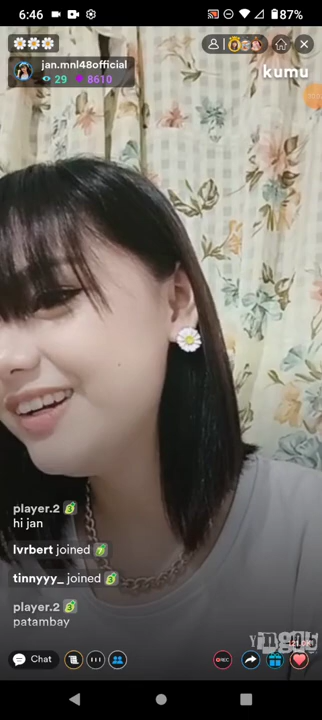 6:46
87%
jan.mnl48official
29 8610
kumu
player.2
hi jan
lvrbert joined
tinnyyy_ joined
player.2
patambay
Chat
REC